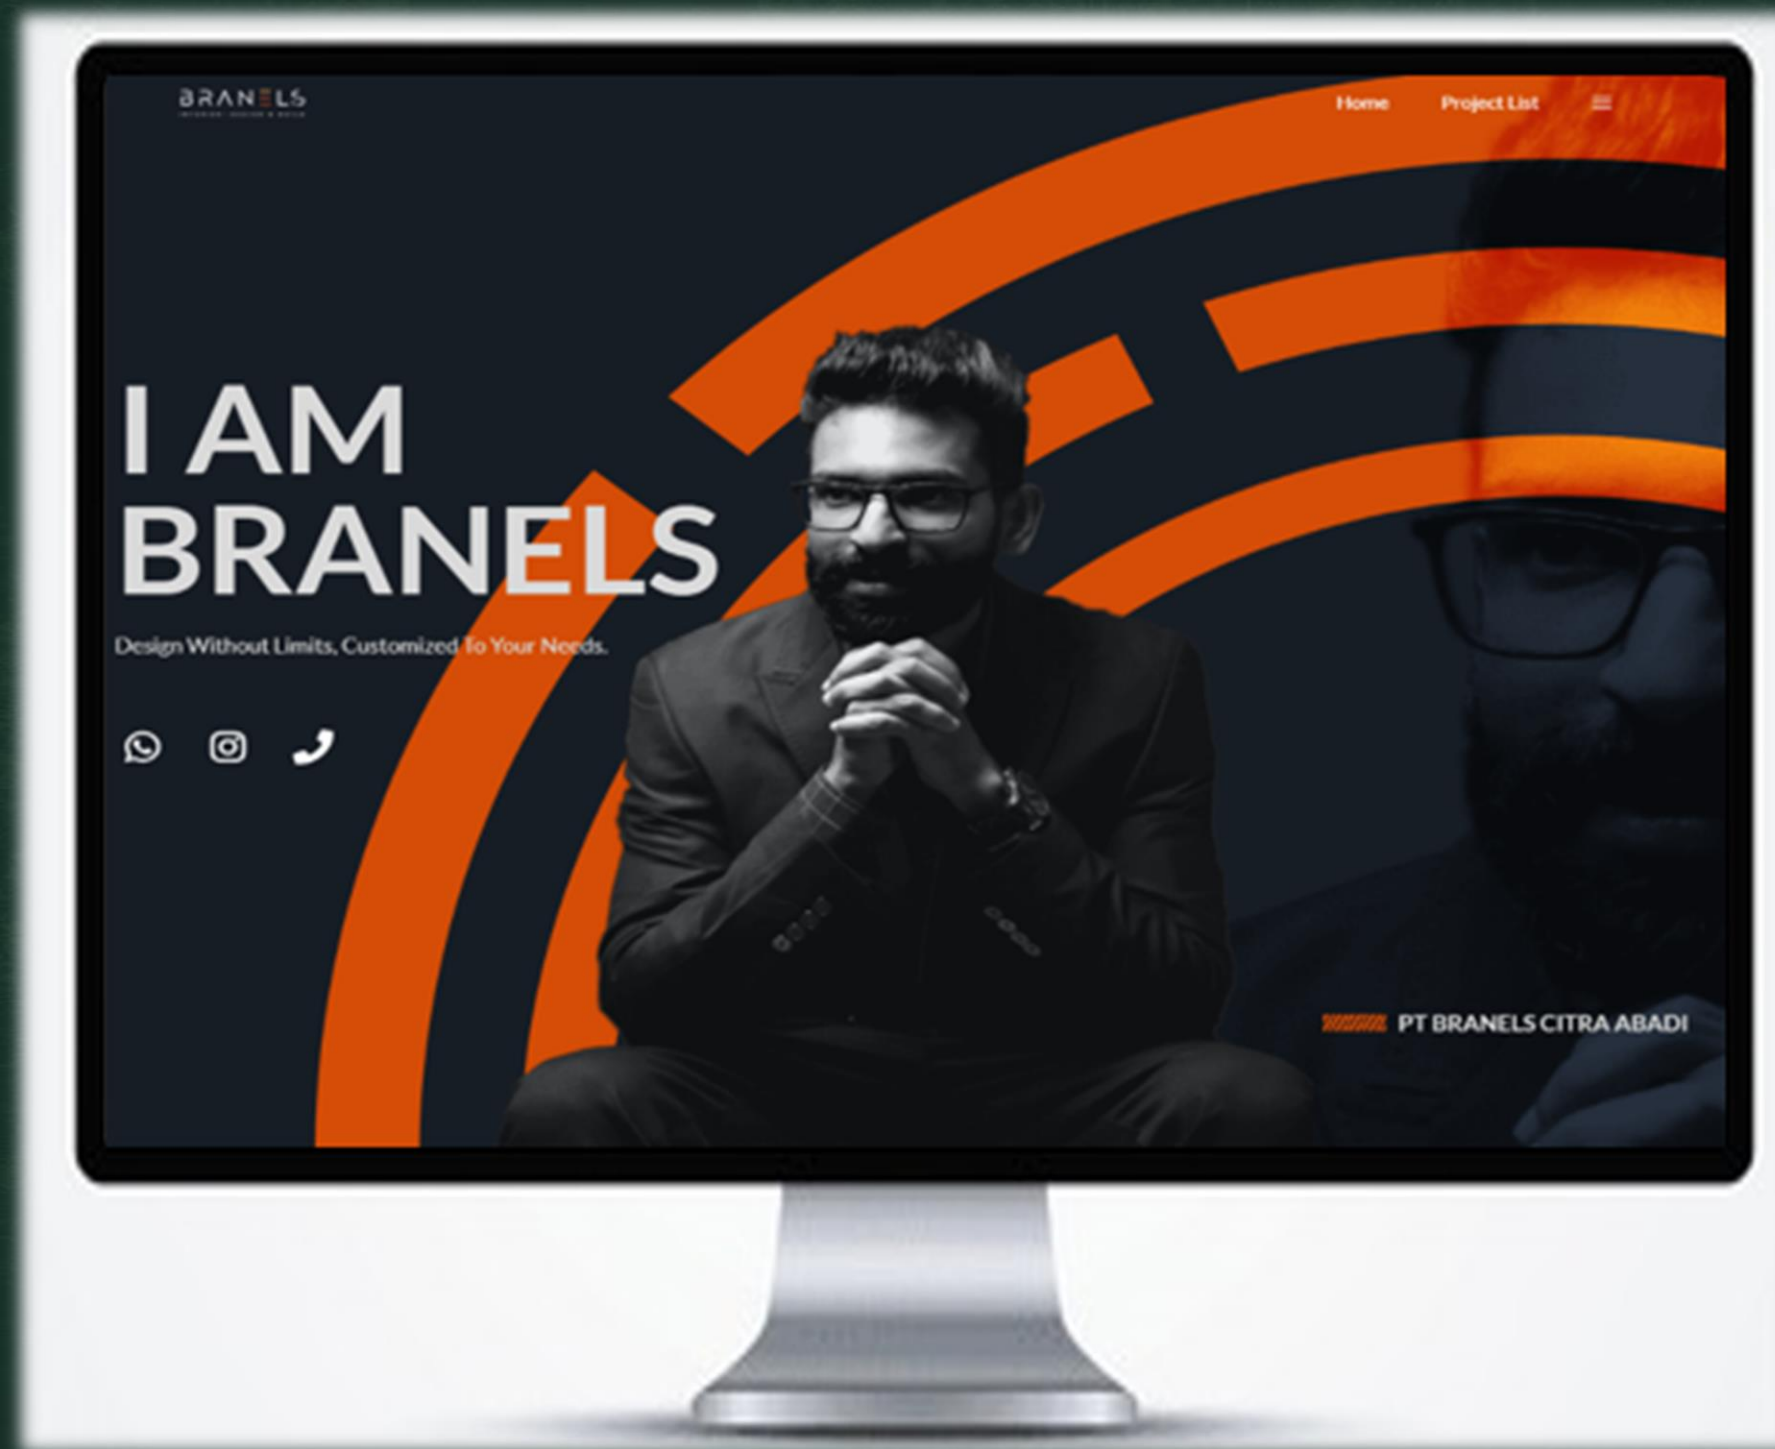 BRANELS
Home
Project List
I AM
BRANELS
Design Without Limits, Customized To Your Needs.
PT BRANELS CITRA ABADI